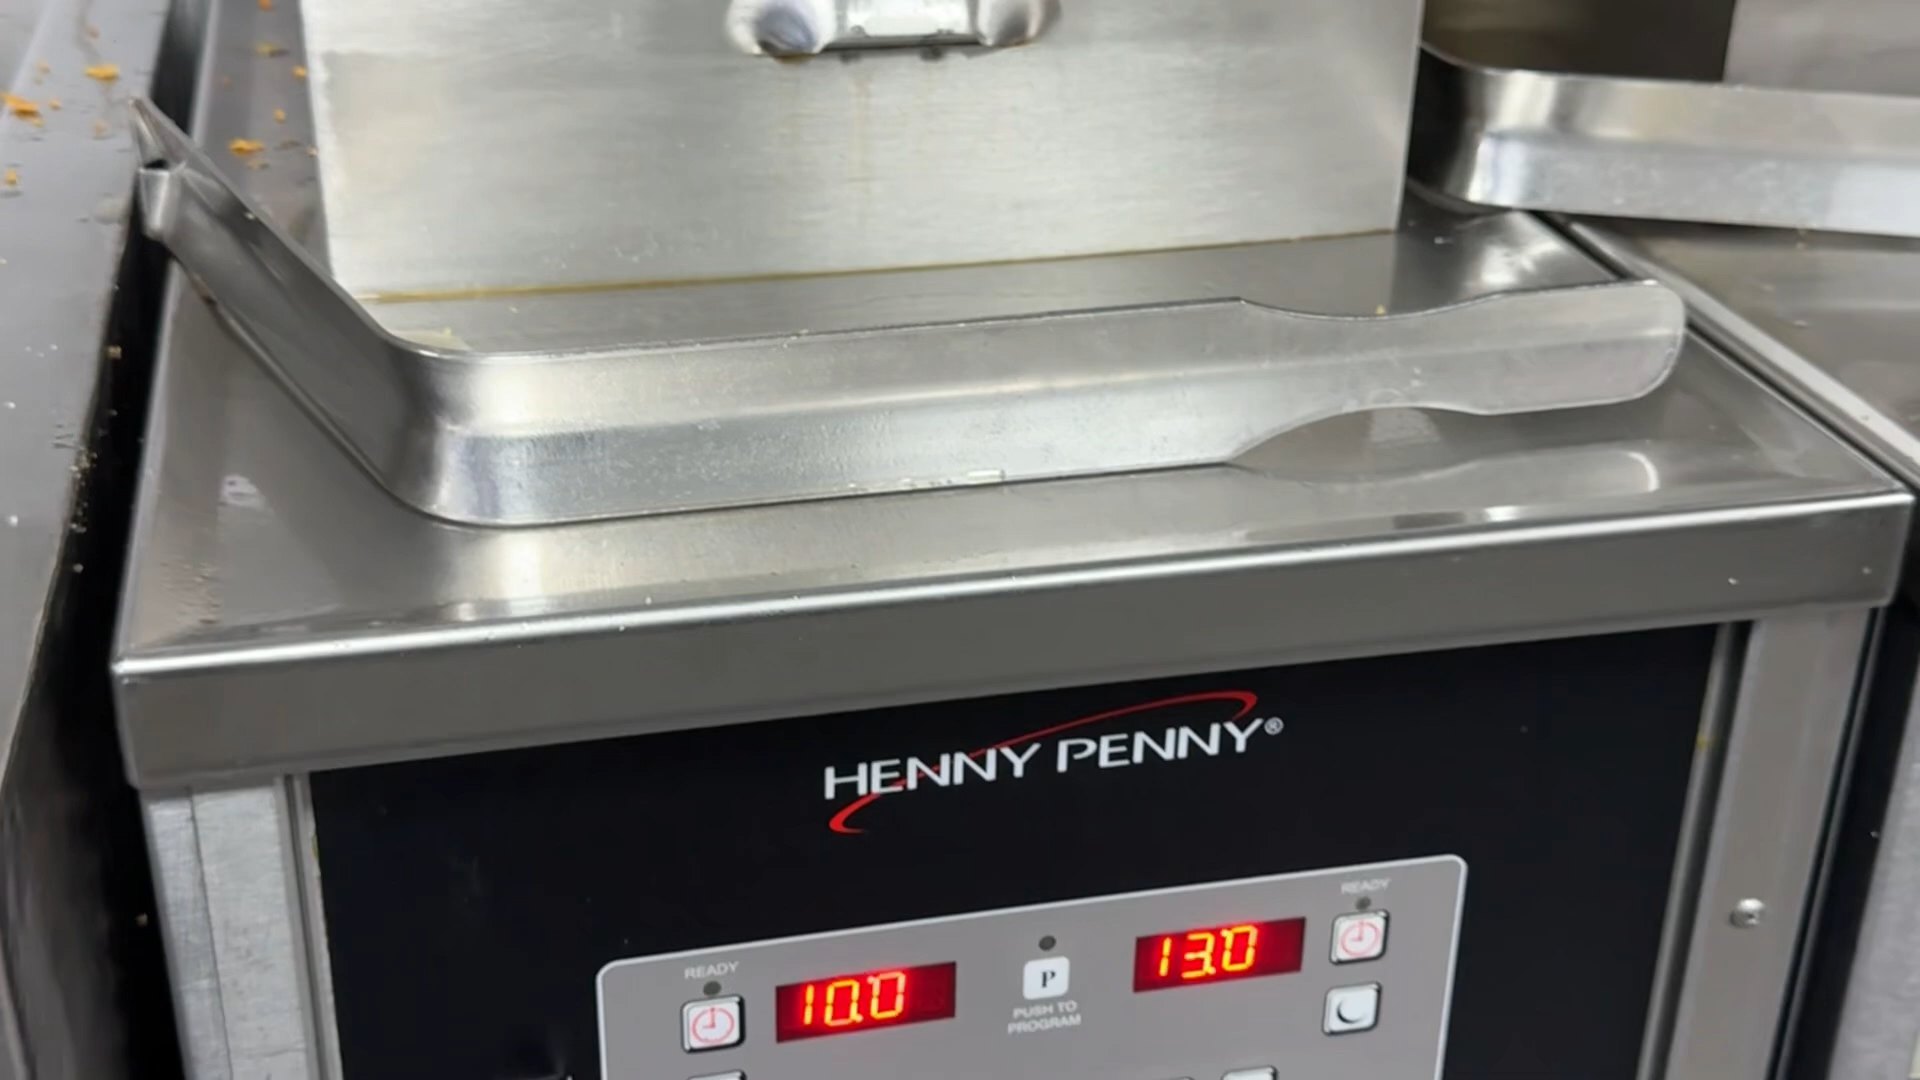 HENNY PENNY®
READY
READY
10.0
P
13.0
PUSH TO
PROGRAM